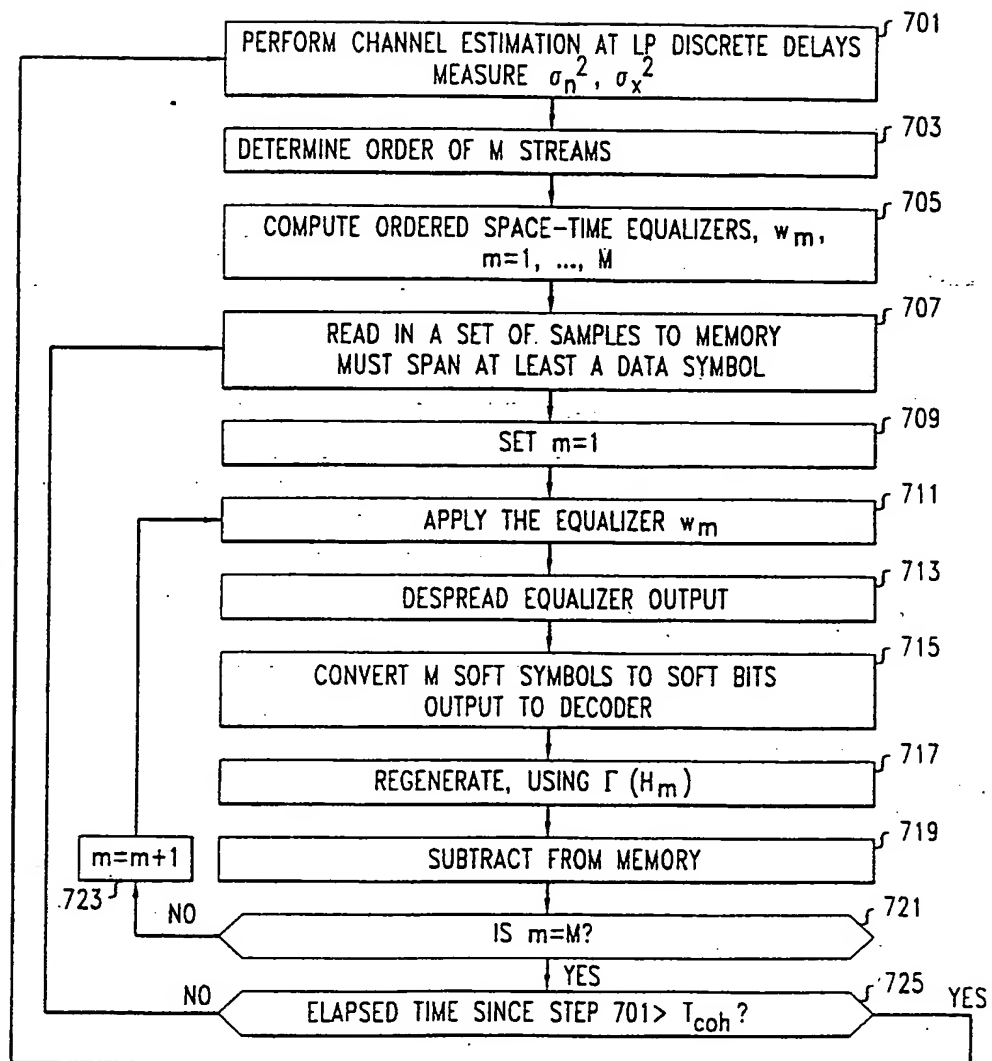 701
PERFORM CHANNEL ESTIMATION AT LP DISCRETE DELAYS
MEASURE σn², σx²
703
DETERMINE ORDER OF M STREAMS
705
COMPUTE ORDERED SPACE-TIME EQUALIZERS, wm,
m=1, ..., M
707
READ IN A SET OF SAMPLES TO MEMORY
MUST SPAN AT LEAST A DATA SYMBOL
709
SET m=1
711
APPLY THE EQUALIZER wm
713
DESPREAD EQUALIZER OUTPUT
715
CONVERT M SOFT SYMBOLS TO SOFT BITS
OUTPUT TO DECODER
717
REGENERATE, USING Γ (Hm)
719
SUBTRACT FROM MEMORY
m=m+1
723
NO
721
IS m=M?
YES
NO
725
ELAPSED TIME SINCE STEP 701> Tcoh?
YES